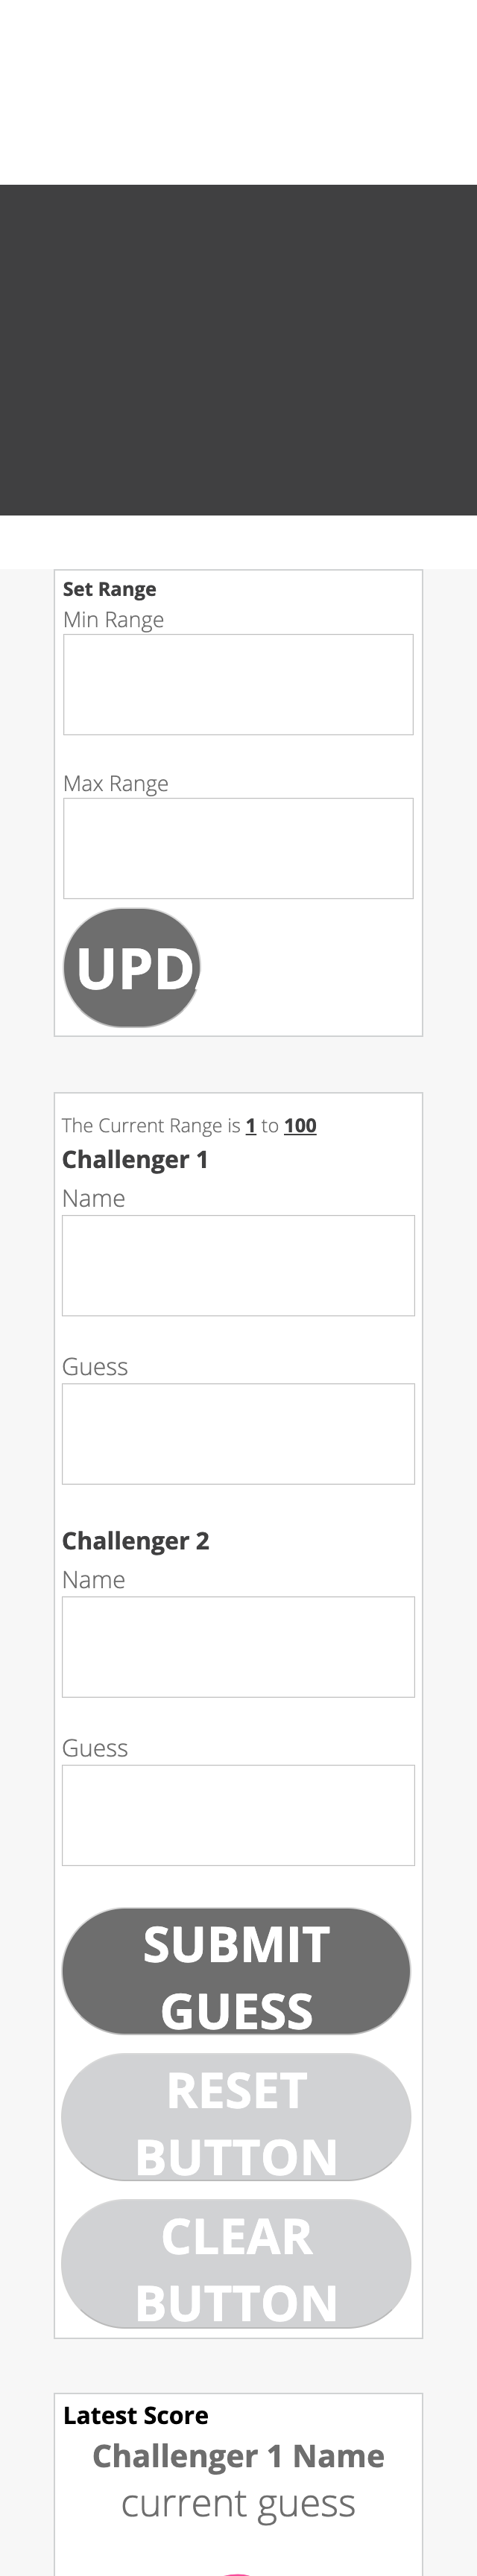 Set Range
Min Range
Max Range
UPD
The Current Range is 1 to 100
Challenger 1
Name
Guess
Challenger 2
Name
Guess
SUBMIT
GUESS
RESET
BUTTON
CLEAR
BUTTON
Latest Score
Challenger 1 Name
current guess